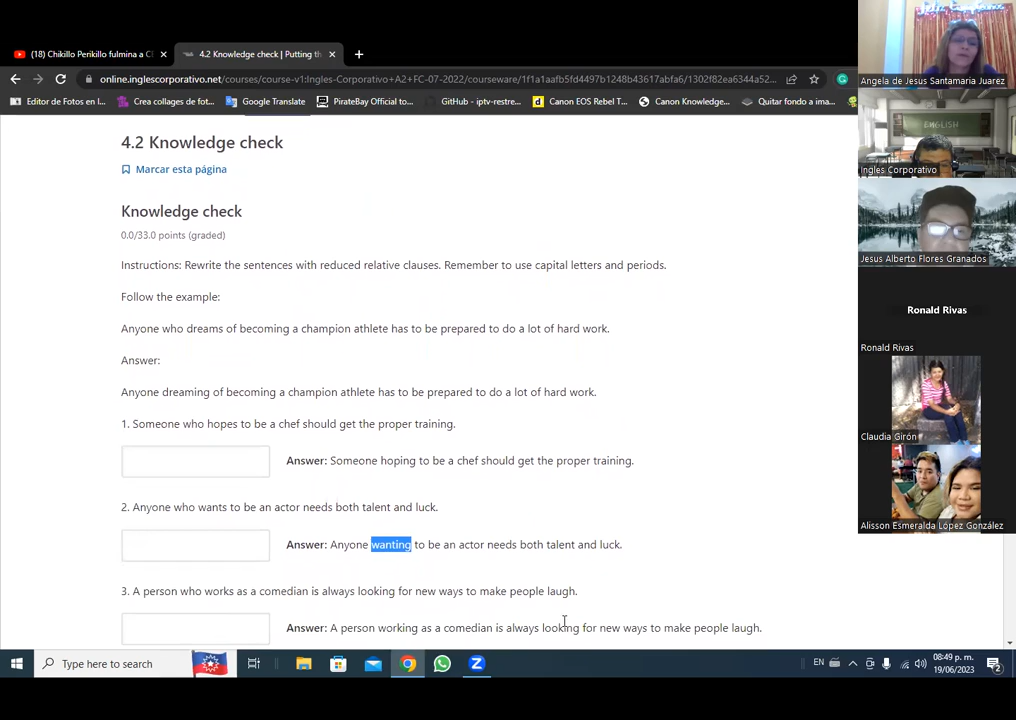 (18) Chikillo Perikillo fulmina a C
4.2 Knowledge check | Putting th
online.inglescorporativo.net/courses/course-v1:Ingles-Corporativo+A2+FC-07-2022/courseware/1f1a1aafb5fd4497b1248b43617abfa6/1302f82ea6344a52...
Editor de Fotos en l...
Crea collages de fot...
Google Translate
PirateBay Official to...
GitHub - iptv-restre...
Canon EOS Rebel T...
Canon Knowledge...
Quitar fondo a ima...
4.2 Knowledge check
Marcar esta página
Knowledge check
0.0/33.0 points (graded)
Instructions: Rewrite the sentences with reduced relative clauses. Remember to use capital letters and periods.
Follow the example:
Anyone who dreams of becoming a champion athlete has to be prepared to do a lot of hard work.
Answer:
Anyone dreaming of becoming a champion athlete has to be prepared to do a lot of hard work.
1. Someone who hopes to be a chef should get the proper training.
Answer: Someone hoping to be a chef should get the proper training.
2. Anyone who wants to be an actor needs both talent and luck.
Answer: Anyone wanting to be an actor needs both talent and luck.
3. A person who works as a comedian is always looking for new ways to make people laugh.
Answer: A person working as a comedian is always looking for new ways to make people laugh.
Angela de Jesus Santamaria Juarez
ENGLISH
Ingles Corporativo
Jesus Alberto Flores Granados
Ronald Rivas
Ronald Rivas
Claudia Girón
Alisson Esmeralda López González
Type here to search
EN
08:49 p. m.
19/06/2023
2